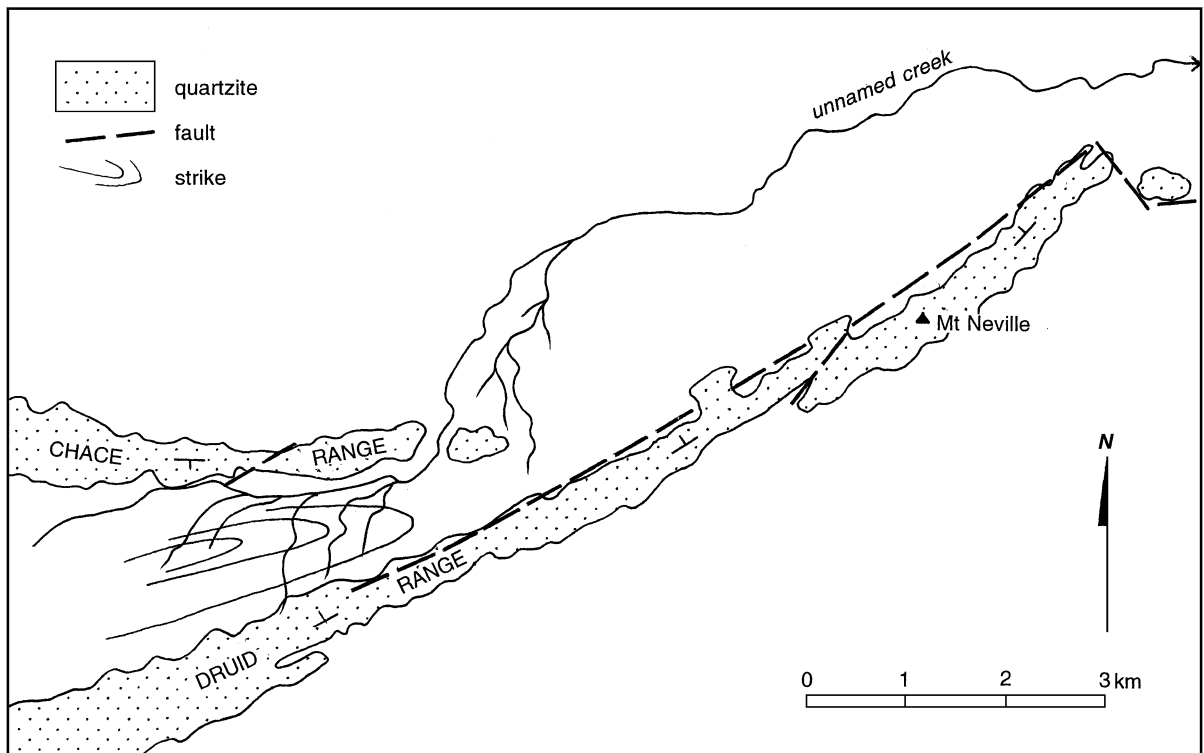 quartzite
fault
strike
unnamed creek
Mt Neville
CHACE
RANGE
N
RANGE
DRUID
0 1 2 3 km